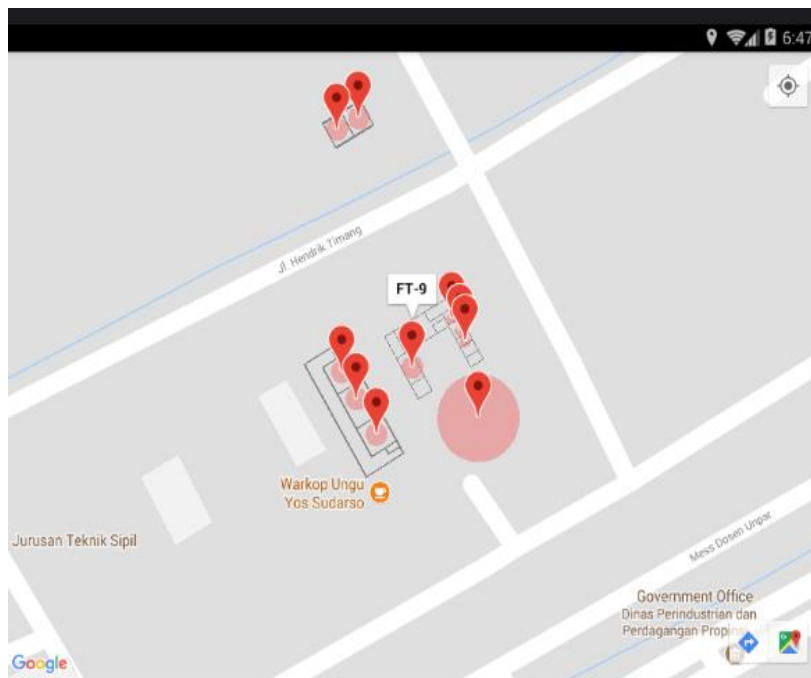 6:47
Jl. Hendrik Timang
FT-9
Warkop Ungu
Yos Sudarso
Jurusan Teknik Sipil
Mess Dosen Unpar
Government Office
Dinas Perindustrian dan
Perdagangan
Google